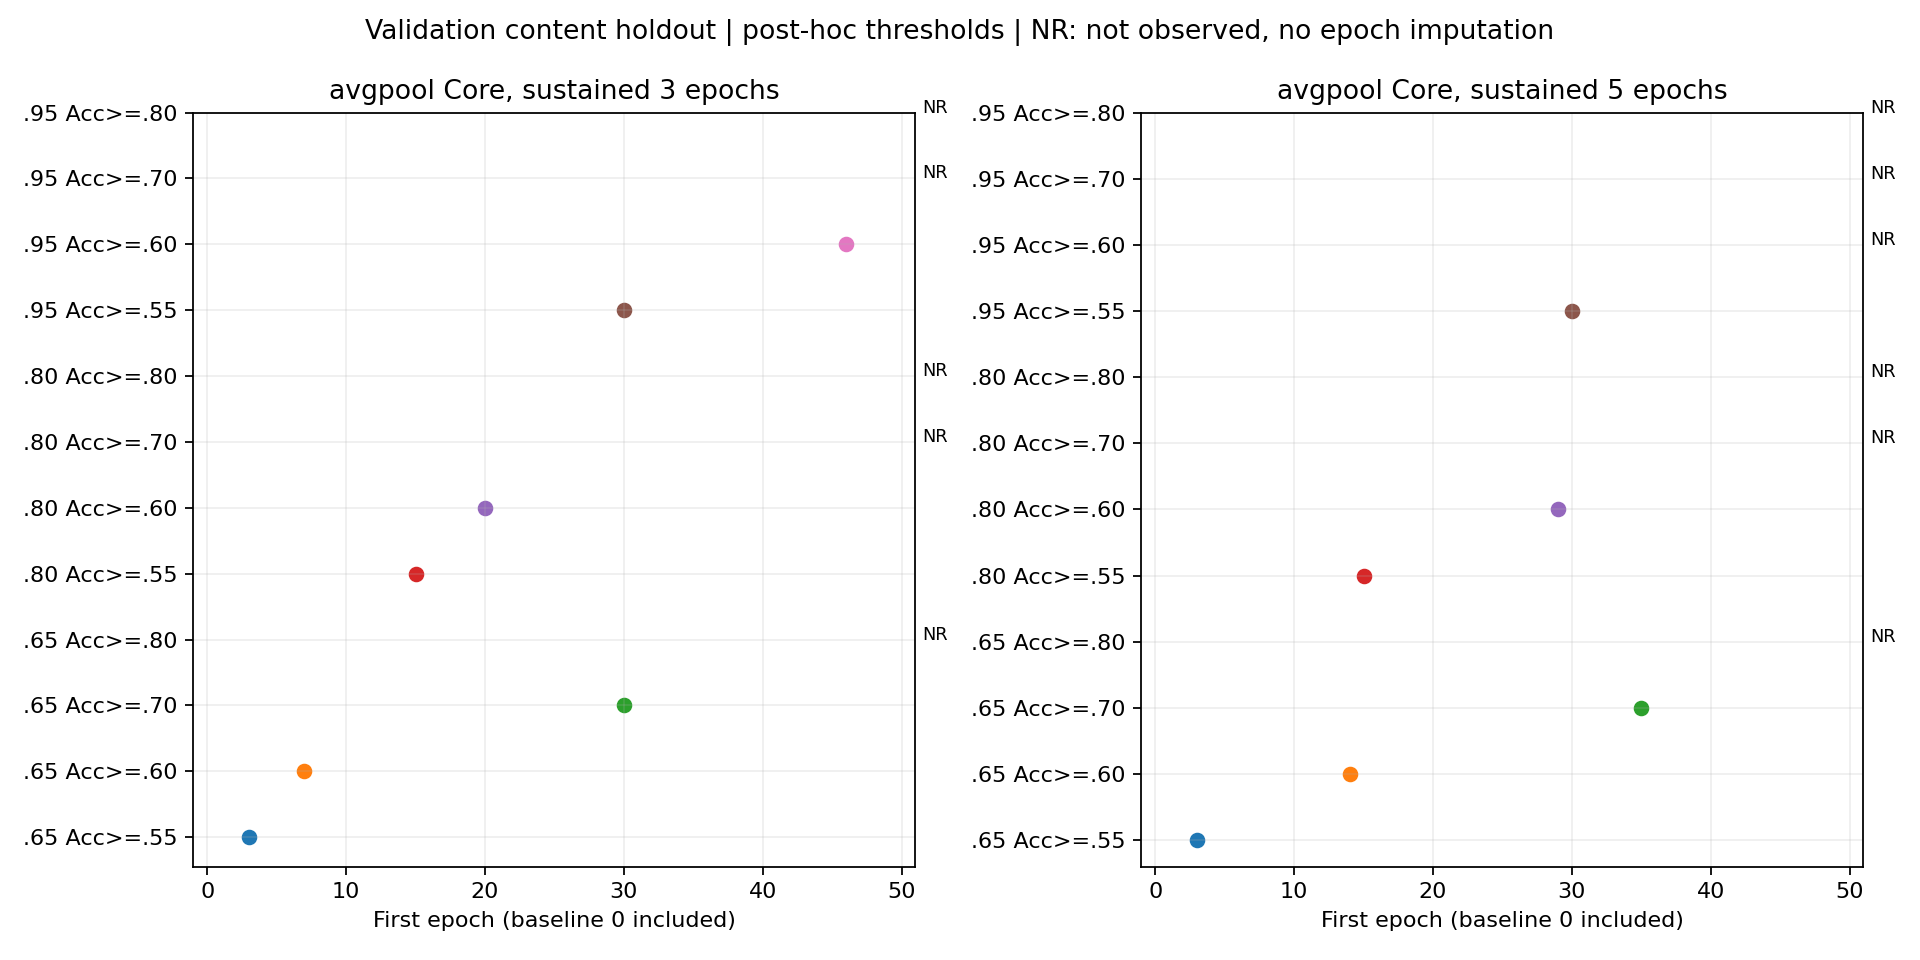 Validation content holdout | post-hoc thresholds | NR: not observed, no epoch imputation
avgpool Core, sustained 3 epochs
.95 Acc>=.80 NR
.95 Acc>=.70 NR
.95 Acc>=.60
.95 Acc>=.55
.80 Acc>=.80 NR
.80 Acc>=.70 NR
.80 Acc>=.60
.80 Acc>=.55
.65 Acc>=.80 NR
.65 Acc>=.70
.65 Acc>=.60
.65 Acc>=.55
0 10 20 30 40 50
First epoch (baseline 0 included)
avgpool Core, sustained 5 epochs
.95 Acc>=.80 NR
.95 Acc>=.70 NR
.95 Acc>=.60 NR
.95 Acc>=.55
.80 Acc>=.80 NR
.80 Acc>=.70 NR
.80 Acc>=.60
.80 Acc>=.55
.65 Acc>=.80 NR
.65 Acc>=.70
.65 Acc>=.60
.65 Acc>=.55
0 10 20 30 40 50
First epoch (baseline 0 included)